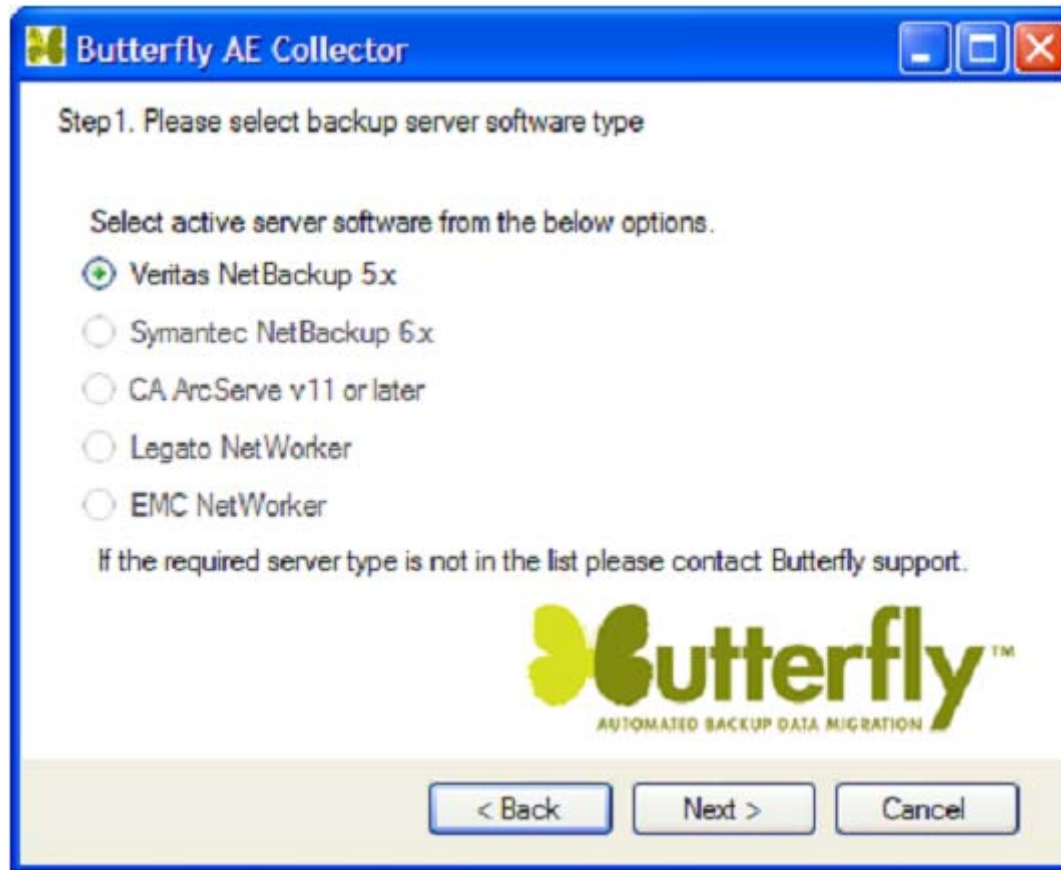 Butterfly AE Collector
Step1. Please select backup server software type
Select active server software from the below options.
Veritas NetBackup 5.x
Symantec NetBackup 6.x
CA ArcServe v11 or later
Legato NetWorker
EMC NetWorker
If the required server type is not in the list please contact Butterfly support.
Butterfly™
AUTOMATED BACKUP DATA MIGRATION
< Back
Next >
Cancel